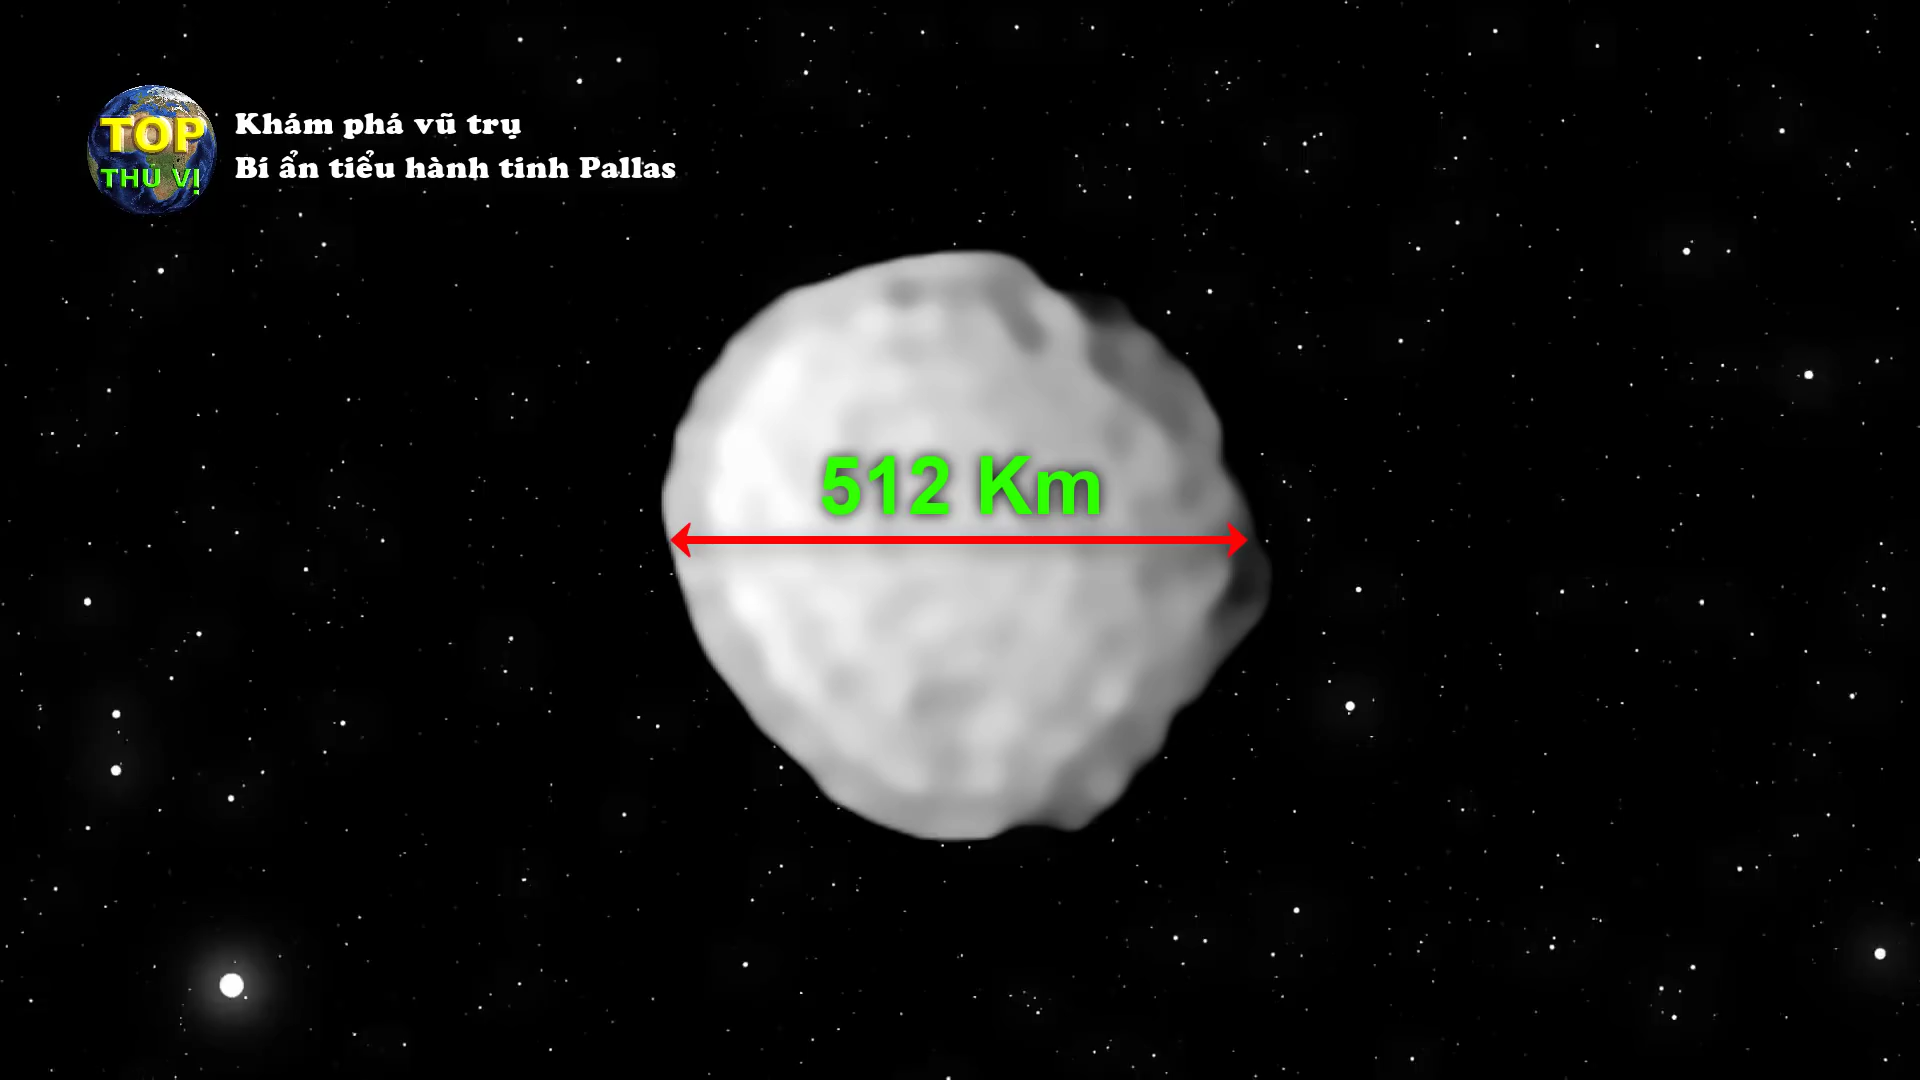 TOP
THÚ VỊ
Khám phá vũ trụ
Bí ẩn tiểu hành tinh Pallas
512 Km